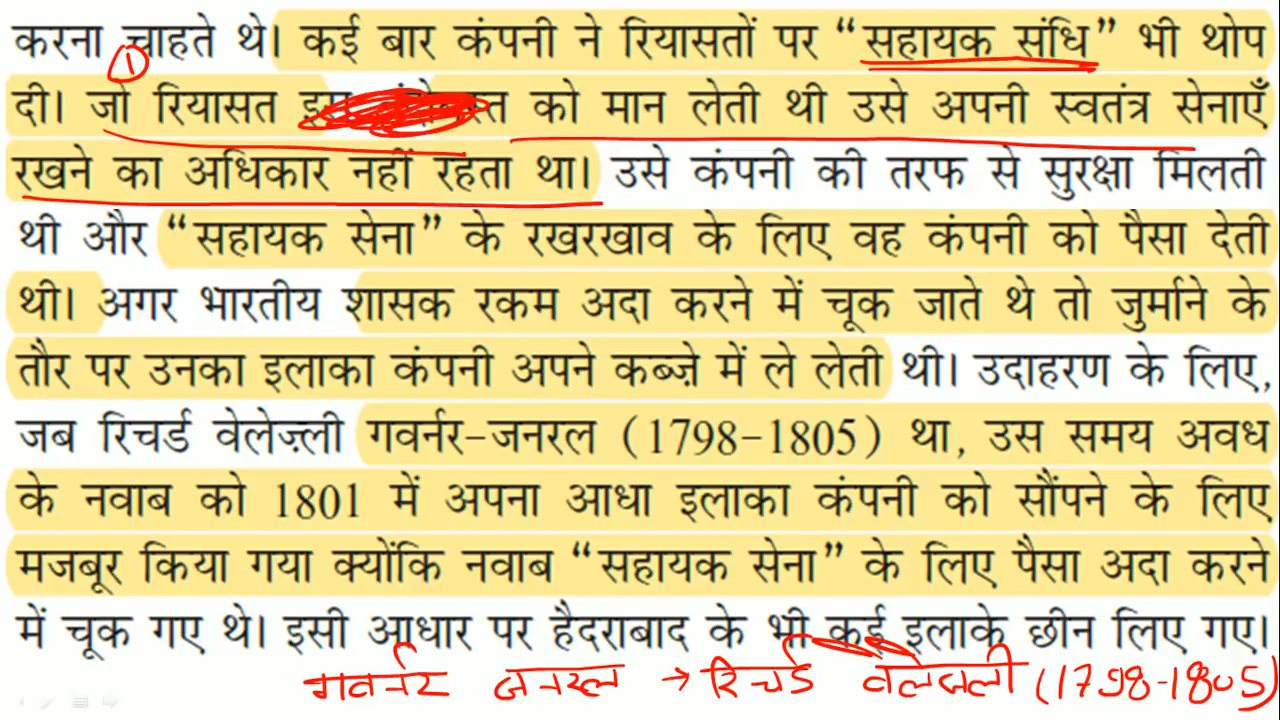 करना चाहते थे। कई बार कंपनी ने रियासतों पर “सहायक संधि” भी थोप
1
दी। जो रियासत को मान लेती थी उसे अपनी स्वतंत्र सेनाएँ
रखने का अधिकार नहीं रहता था। उसे कंपनी की तरफ से सुरक्षा मिलती
थी और “सहायक सेना” के रखरखाव के लिए वह कंपनी को पैसा देती
थी। अगर भारतीय शासक रकम अदा करने में चूक जाते थे तो जुर्माने के
तौर पर उनका इलाका कंपनी अपने कब्ज़े में ले लेती थी। उदाहरण के लिए,
जब रिचर्ड वेलेज़्ली गवर्नर-जनरल (1798-1805) था, उस समय अवध
के नवाब को 1801 में अपना आधा इलाका कंपनी को सौंपने के लिए
मजबूर किया गया क्योंकि नवाब “सहायक सेना” के लिए पैसा अदा करने
में चूक गए थे। इसी आधार पर हैदराबाद के भी कई इलाके छीन लिए गए।
गवर्नर जनरल → रिचर्ड वेलेजली (1798-1805)